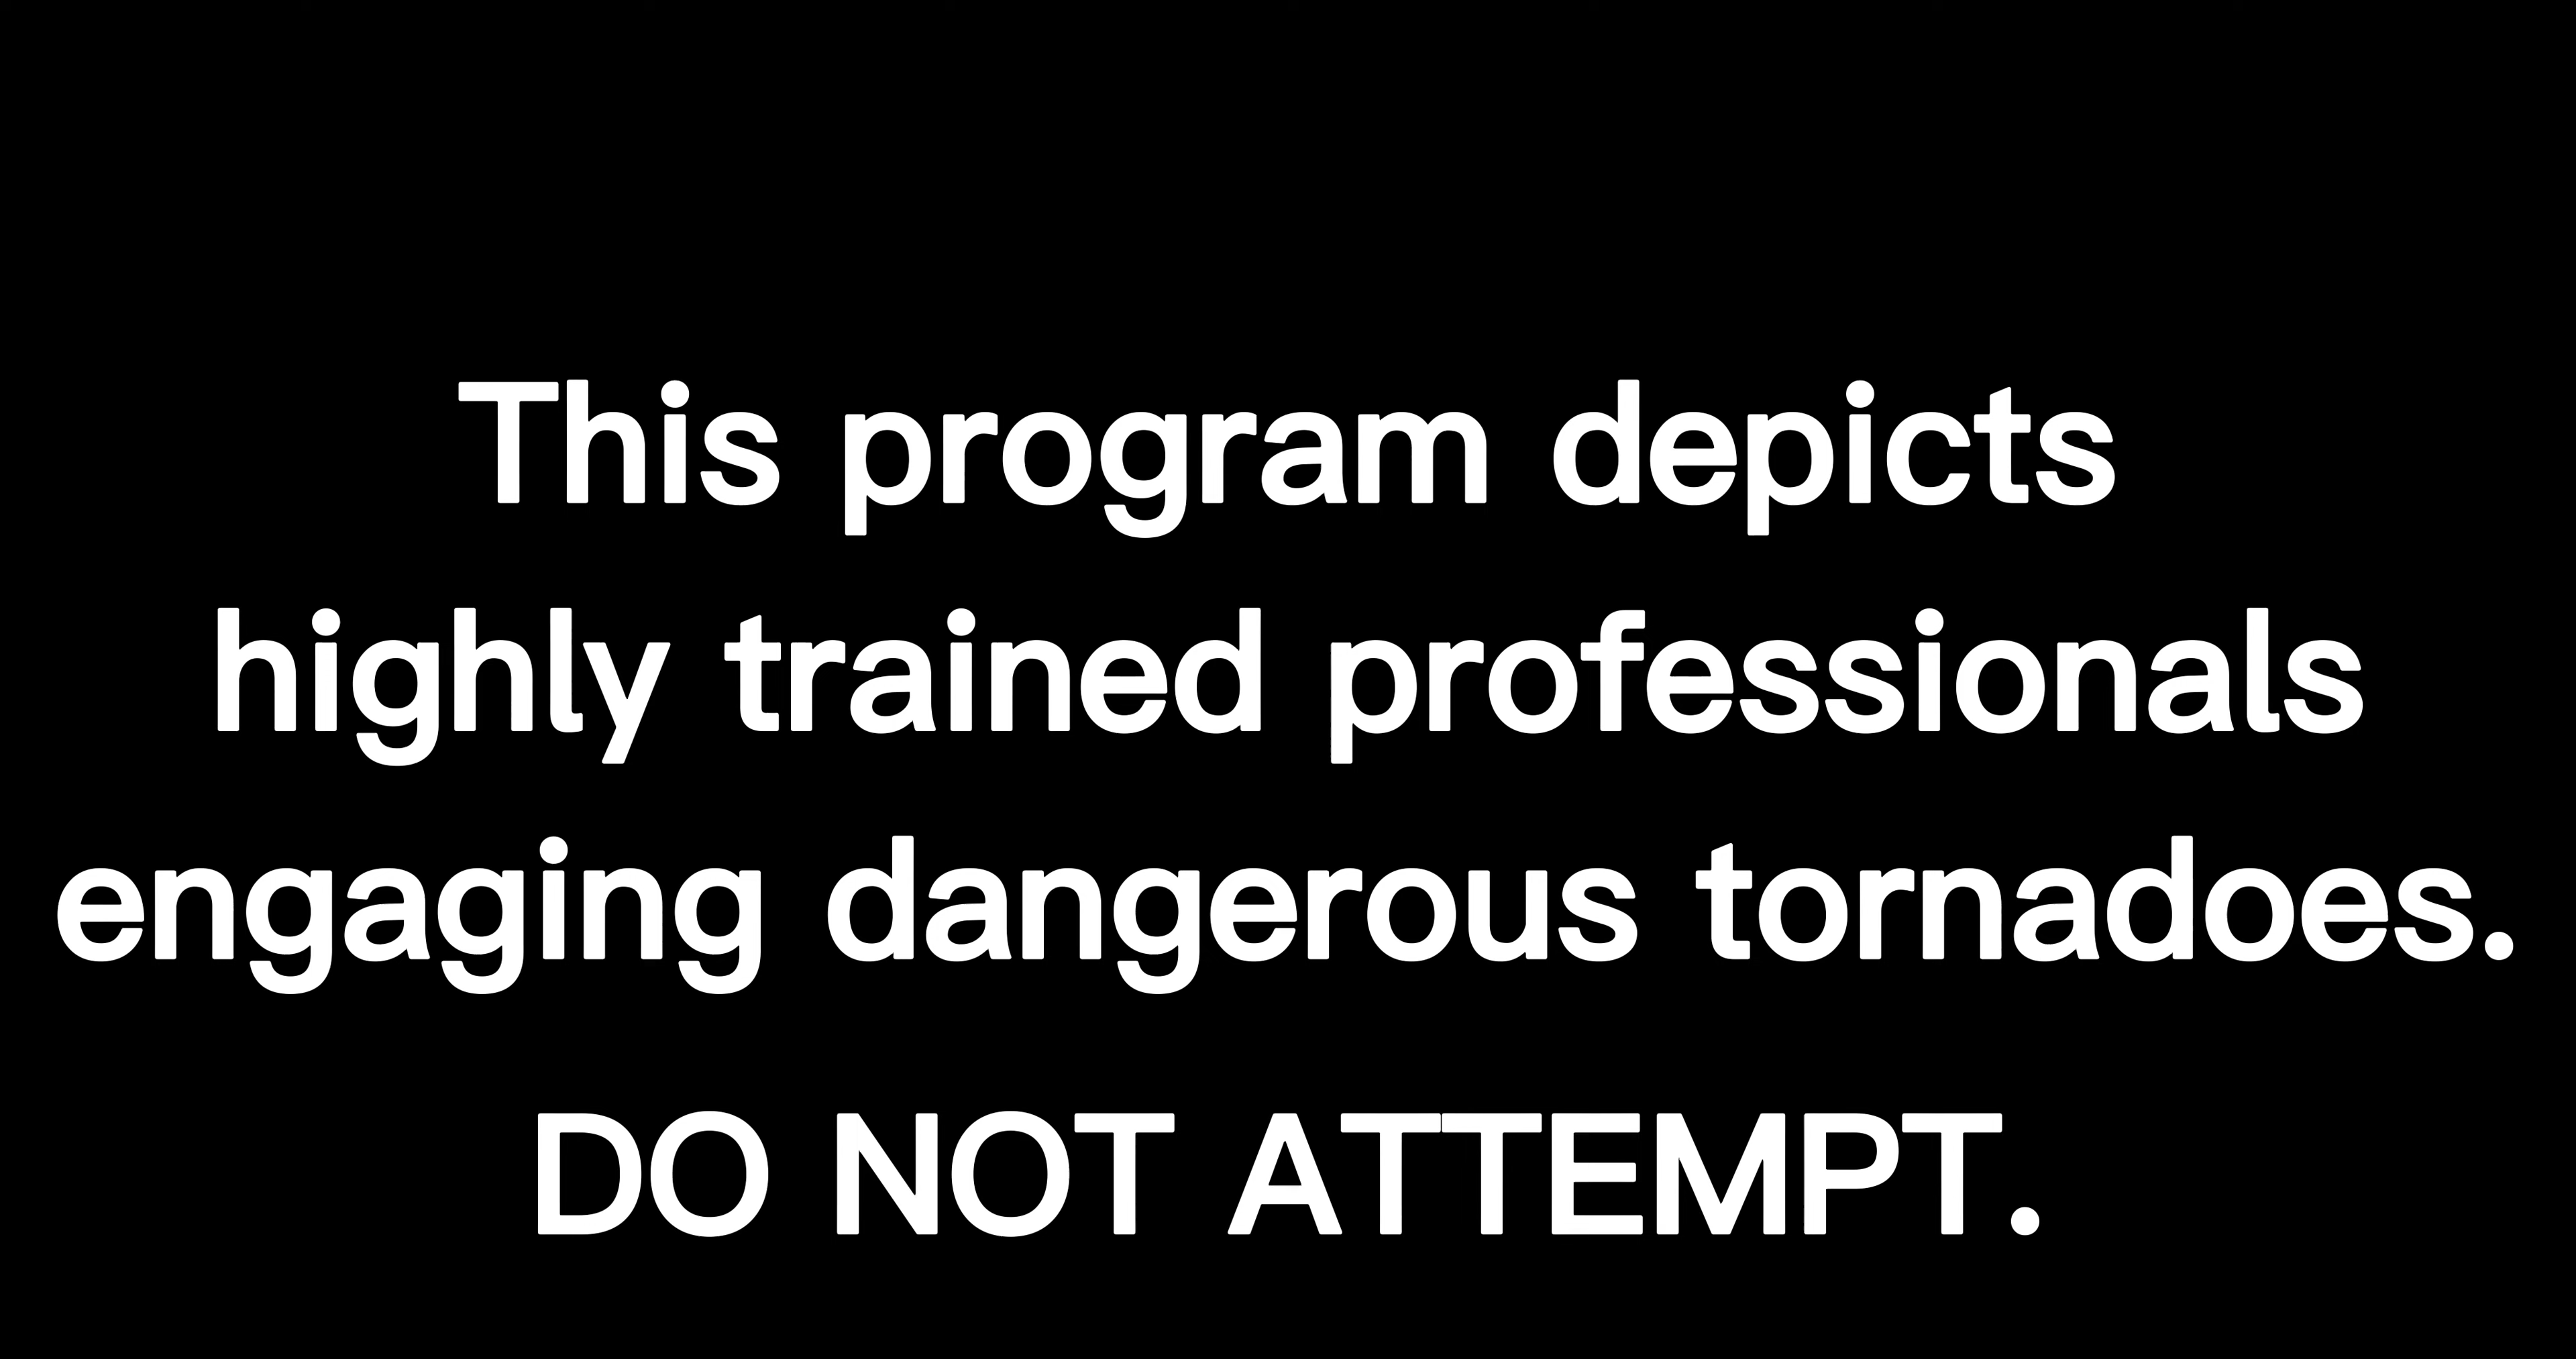 This program depicts
highly trained professionals
engaging dangerous tornadoes.
DO NOT ATTEMPT.